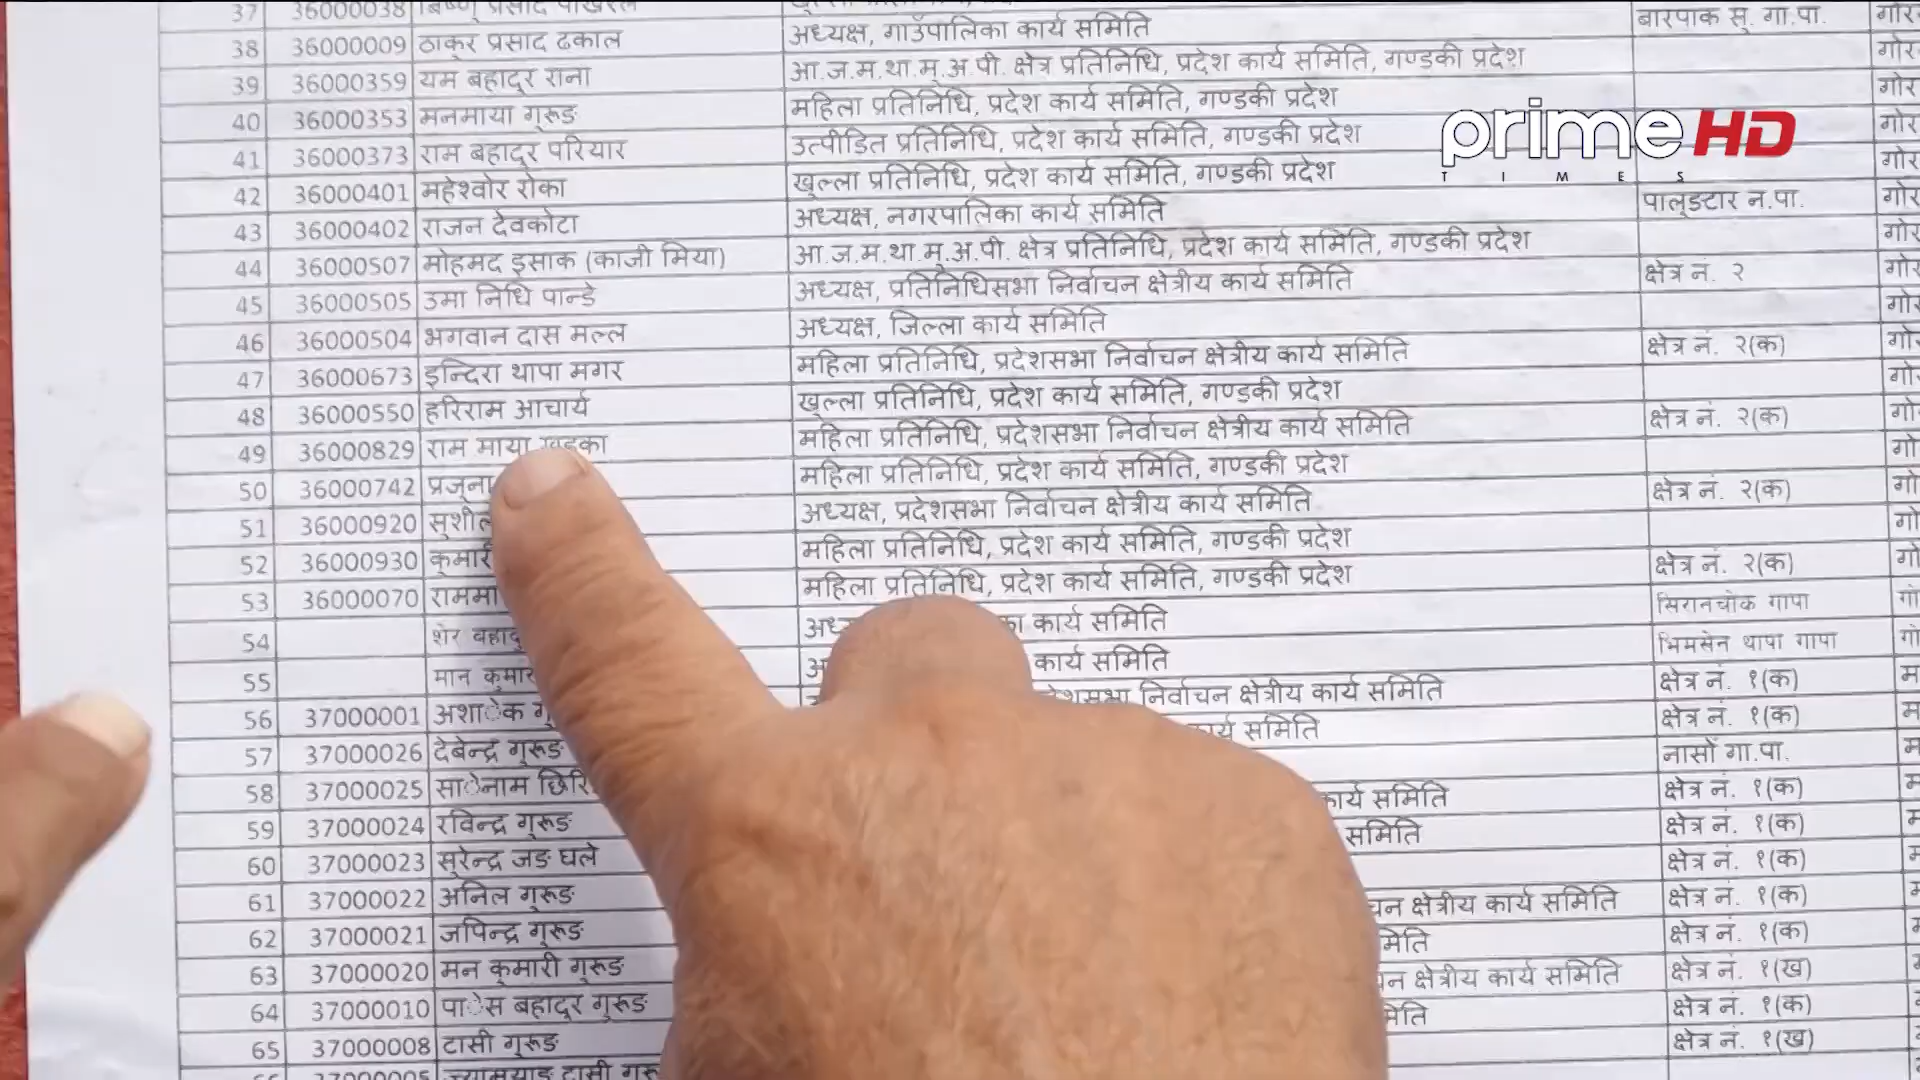 37 36000038 बिष्णु प्रसाद
बारपाक सु. गा.पा. गोर
38 36000009 ठाकुर प्रसाद ढकाल अध्यक्ष, गाउँपालिका कार्य समिति गोर
39 36000359 यम बहादुर राना आ.ज.म.था.मु.अ.पी. क्षेत्र प्रतिनिधि, प्रदेश कार्य समिति, गण्डकी प्रदेश गोर
40 36000353 मनमाया गुरूङ महिला प्रतिनिधि, प्रदेश कार्य समिति, गण्डकी प्रदेश गोर
41 36000373 राम बहादुर परियार उत्पीडित प्रतिनिधि, प्रदेश कार्य समिति, गण्डकी प्रदेश गोर
42 36000401 महेश्वोर रोका खुल्ला प्रतिनिधि, प्रदेश कार्य समिति, गण्डकी प्रदेश
43 36000402 राजन देवकोटा अध्यक्ष, नगरपालिका कार्य समिति पालुङटार न.पा. गोर
44 36000507 मोहमद इसाक (काजी मिया) आ.ज.म.था.मु.अ.पी. क्षेत्र प्रतिनिधि, प्रदेश कार्य समिति, गण्डकी प्रदेश गोर
45 36000505 उमा निधि पान्डे अध्यक्ष, प्रतिनिधिसभा निर्वाचन क्षेत्रीय कार्य समिति क्षेत्र नं. २ गोर
46 36000504 भगवान दास मल्ल अध्यक्ष, जिल्ला कार्य समिति गोर
47 36000673 इन्दिरा थापा मगर महिला प्रतिनिधि, प्रदेशसभा निर्वाचन क्षेत्रीय कार्य समिति क्षेत्र नं. २(क) गो
48 36000550 हरिराम आचार्य खुल्ला प्रतिनिधि, प्रदेश कार्य समिति, गण्डकी प्रदेश गो
49 36000829 राम माया खड्का महिला प्रतिनिधि, प्रदेशसभा निर्वाचन क्षेत्रीय कार्य समिति क्षेत्र नं. २(क) गो
50 36000742 महिला प्रतिनिधि, प्रदेश कार्य समिति, गण्डकी प्रदेश गो
51 36000920 सुशील अध्यक्ष, प्रदेशसभा निर्वाचन क्षेत्रीय कार्य समिति क्षेत्र नं. २(क) गो
52 36000930 कुमारी महिला प्रतिनिधि, प्रदेश कार्य समिति, गण्डकी प्रदेश गो
53 36000070 राममा महिला प्रतिनिधि, प्रदेश कार्य समिति, गण्डकी प्रदेश क्षेत्र नं. २(क) गो
54 शेर बहादु कार्य समिति सिरानचोक गापा गो
55 मान कुमार कार्य समिति भिमसेन थापा गापा गो
56 37000001 अशाेक निर्वाचन क्षेत्रीय कार्य समिति क्षेत्र नं. १(क) म
57 37000026 देबेन्द्र गुरूङ कार्य समिति क्षेत्र नं. १(क) म
58 37000025 साेनाम नासोँ गा.पा. म
59 37000024 रविन्द्र गुरूङ कार्य समिति क्षेत्र नं. १(क) म
60 37000023 सुरेन्द्र जङ घले समिति क्षेत्र नं. १(क)
61 37000022 अनिल गुरूङ क्षेत्र नं. १(क)
62 37000021 जपिन्द्र गुरूङ क्षेत्रीय कार्य समिति क्षेत्र नं. १(क)
63 37000020 मन कुमारी गुरूङ क्षेत्र नं. १(क)
64 37000010 पाेस बहादुर गुरूङ क्षेत्रीय कार्य समिति क्षेत्र नं. १(ख)
65 37000008 टासी गुरूङ क्षेत्र नं. १(क)
क्षेत्र नं. १(ख)
37000005
prime HD
TIMES